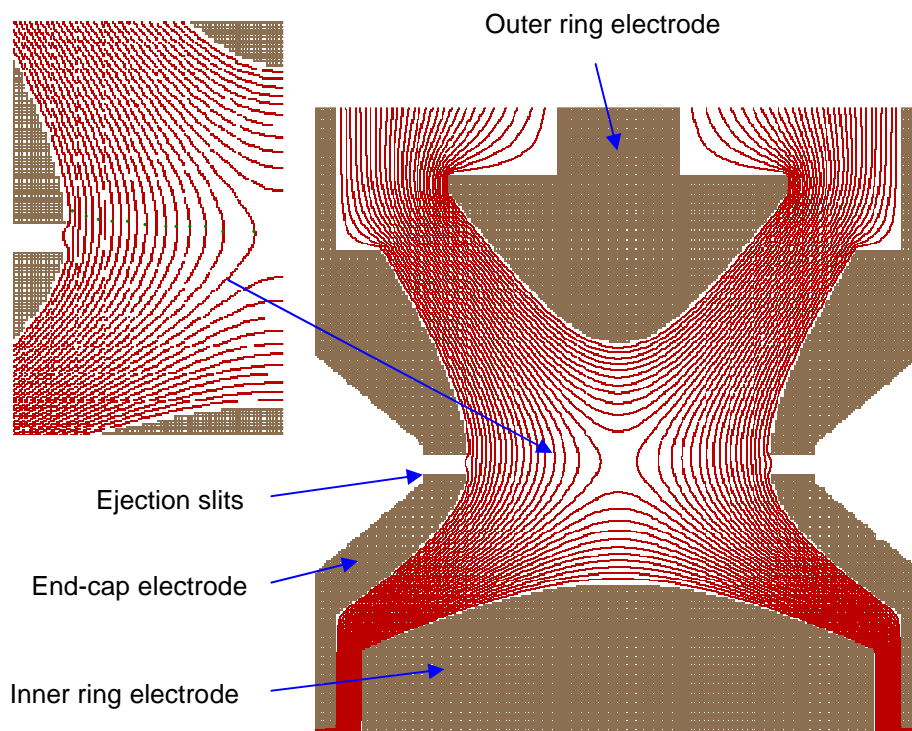 Outer ring electrode
Ejection slits
End-cap electrode
Inner ring electrode